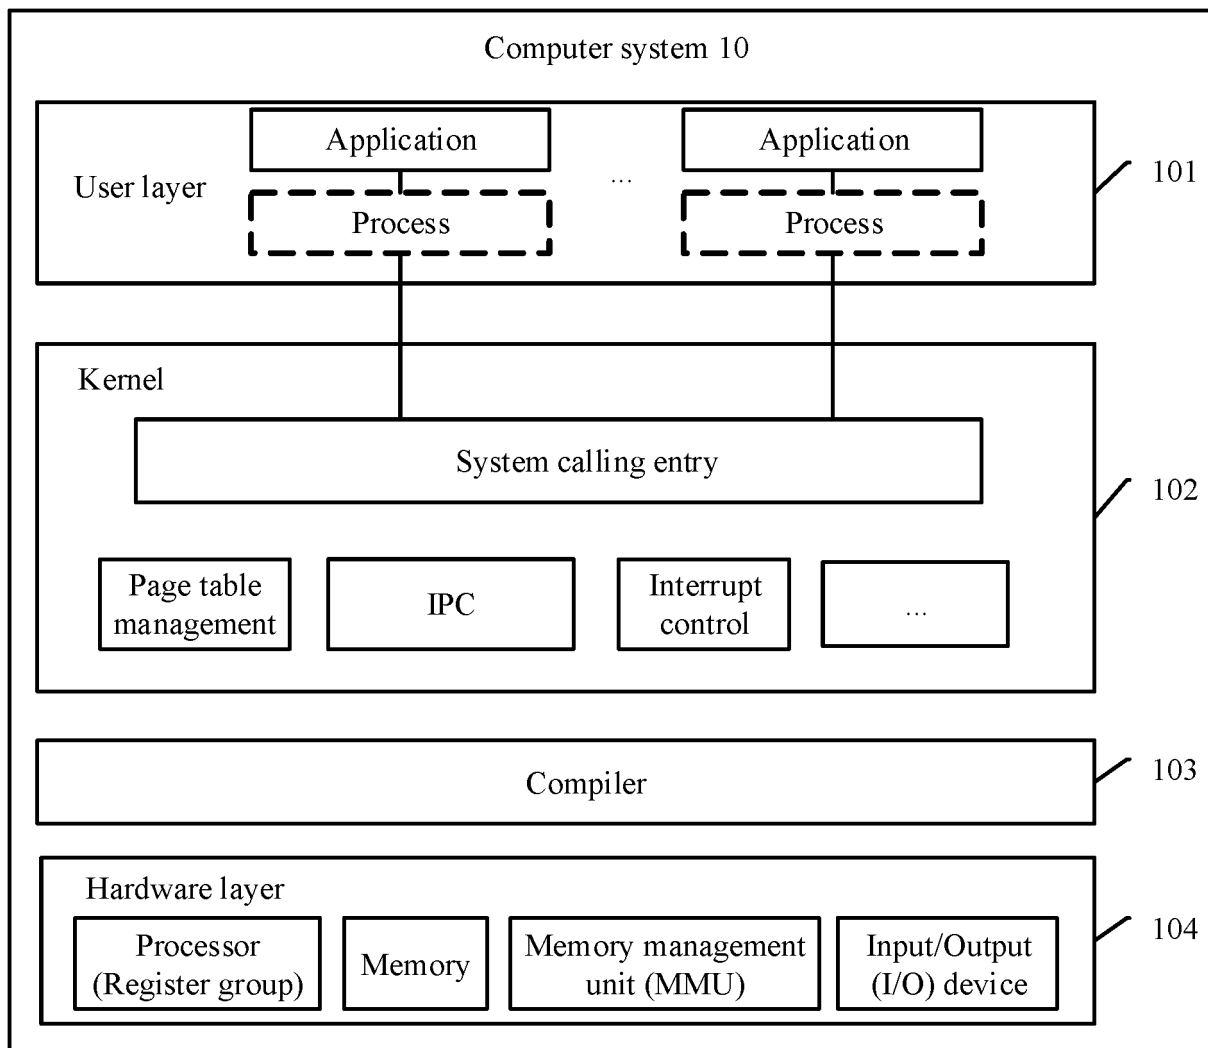 Computer system 10
Application
Application
101
User layer
...
Process
Process
Kernel
System calling entry
102
Page table
management
IPC
Interrupt
control
...
Compiler
103
Hardware layer
Processor
(Register group)
Memory
Memory management
unit (MMU)
Input/Output
(I/O) device
104